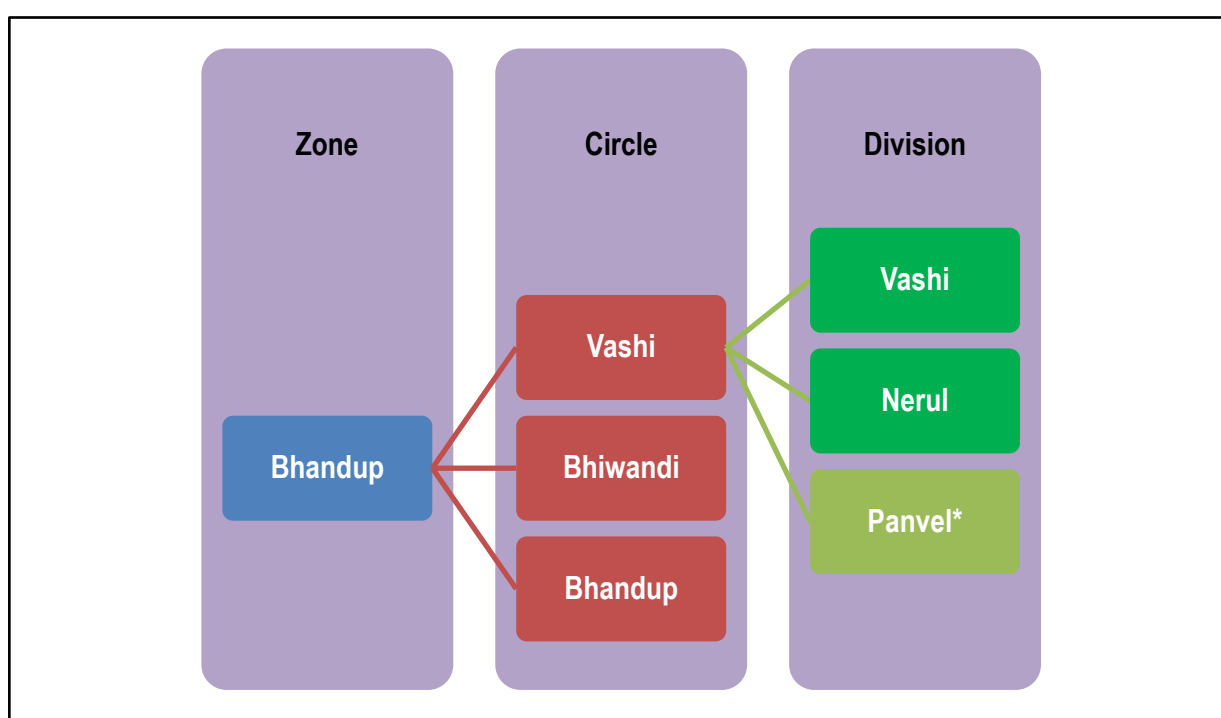 Zone
Circle
Division
Bhandup
Vashi
Bhiwandi
Bhandup
Vashi
Nerul
Panvel*